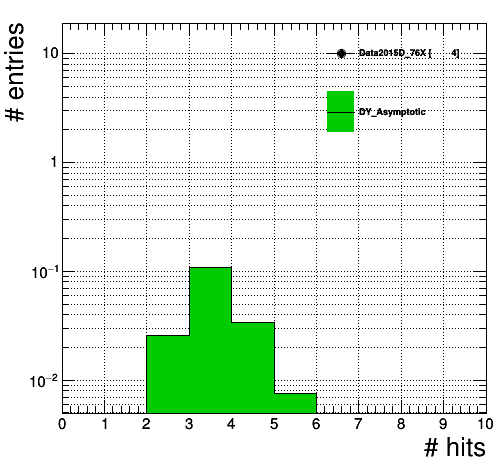 # entries
10
1
10⁻¹
10⁻²
Data2015D_76X [ 4]
DY_Asymptotic
0 1 2 3 4 5 6 7 8 9 10
# hits